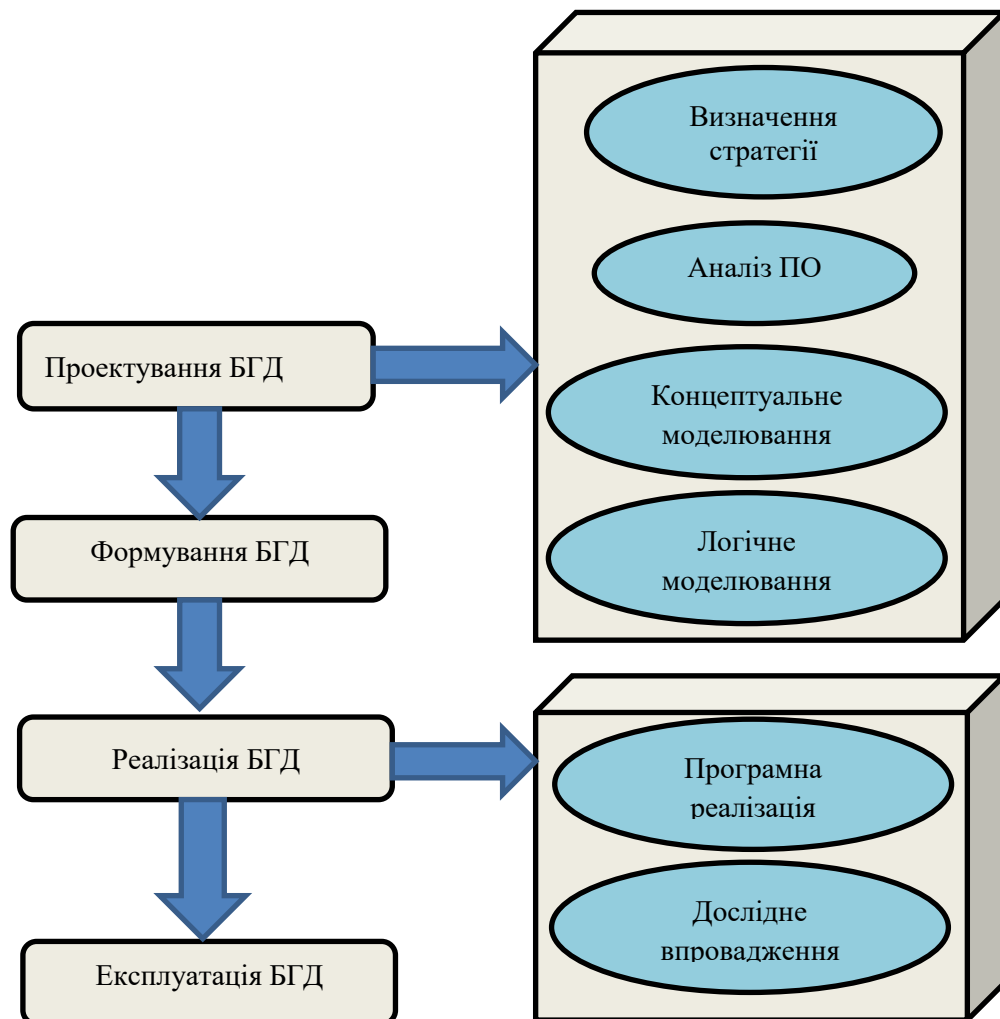 Визначення
стратегії
Аналіз ПО
Проектування БГД
Концептуальне
моделювання
Формування БГД
Логічне
моделювання
Реалізація БГД
Програмна
реалізація
Дослідне
впровадження
Експлуатація БГД